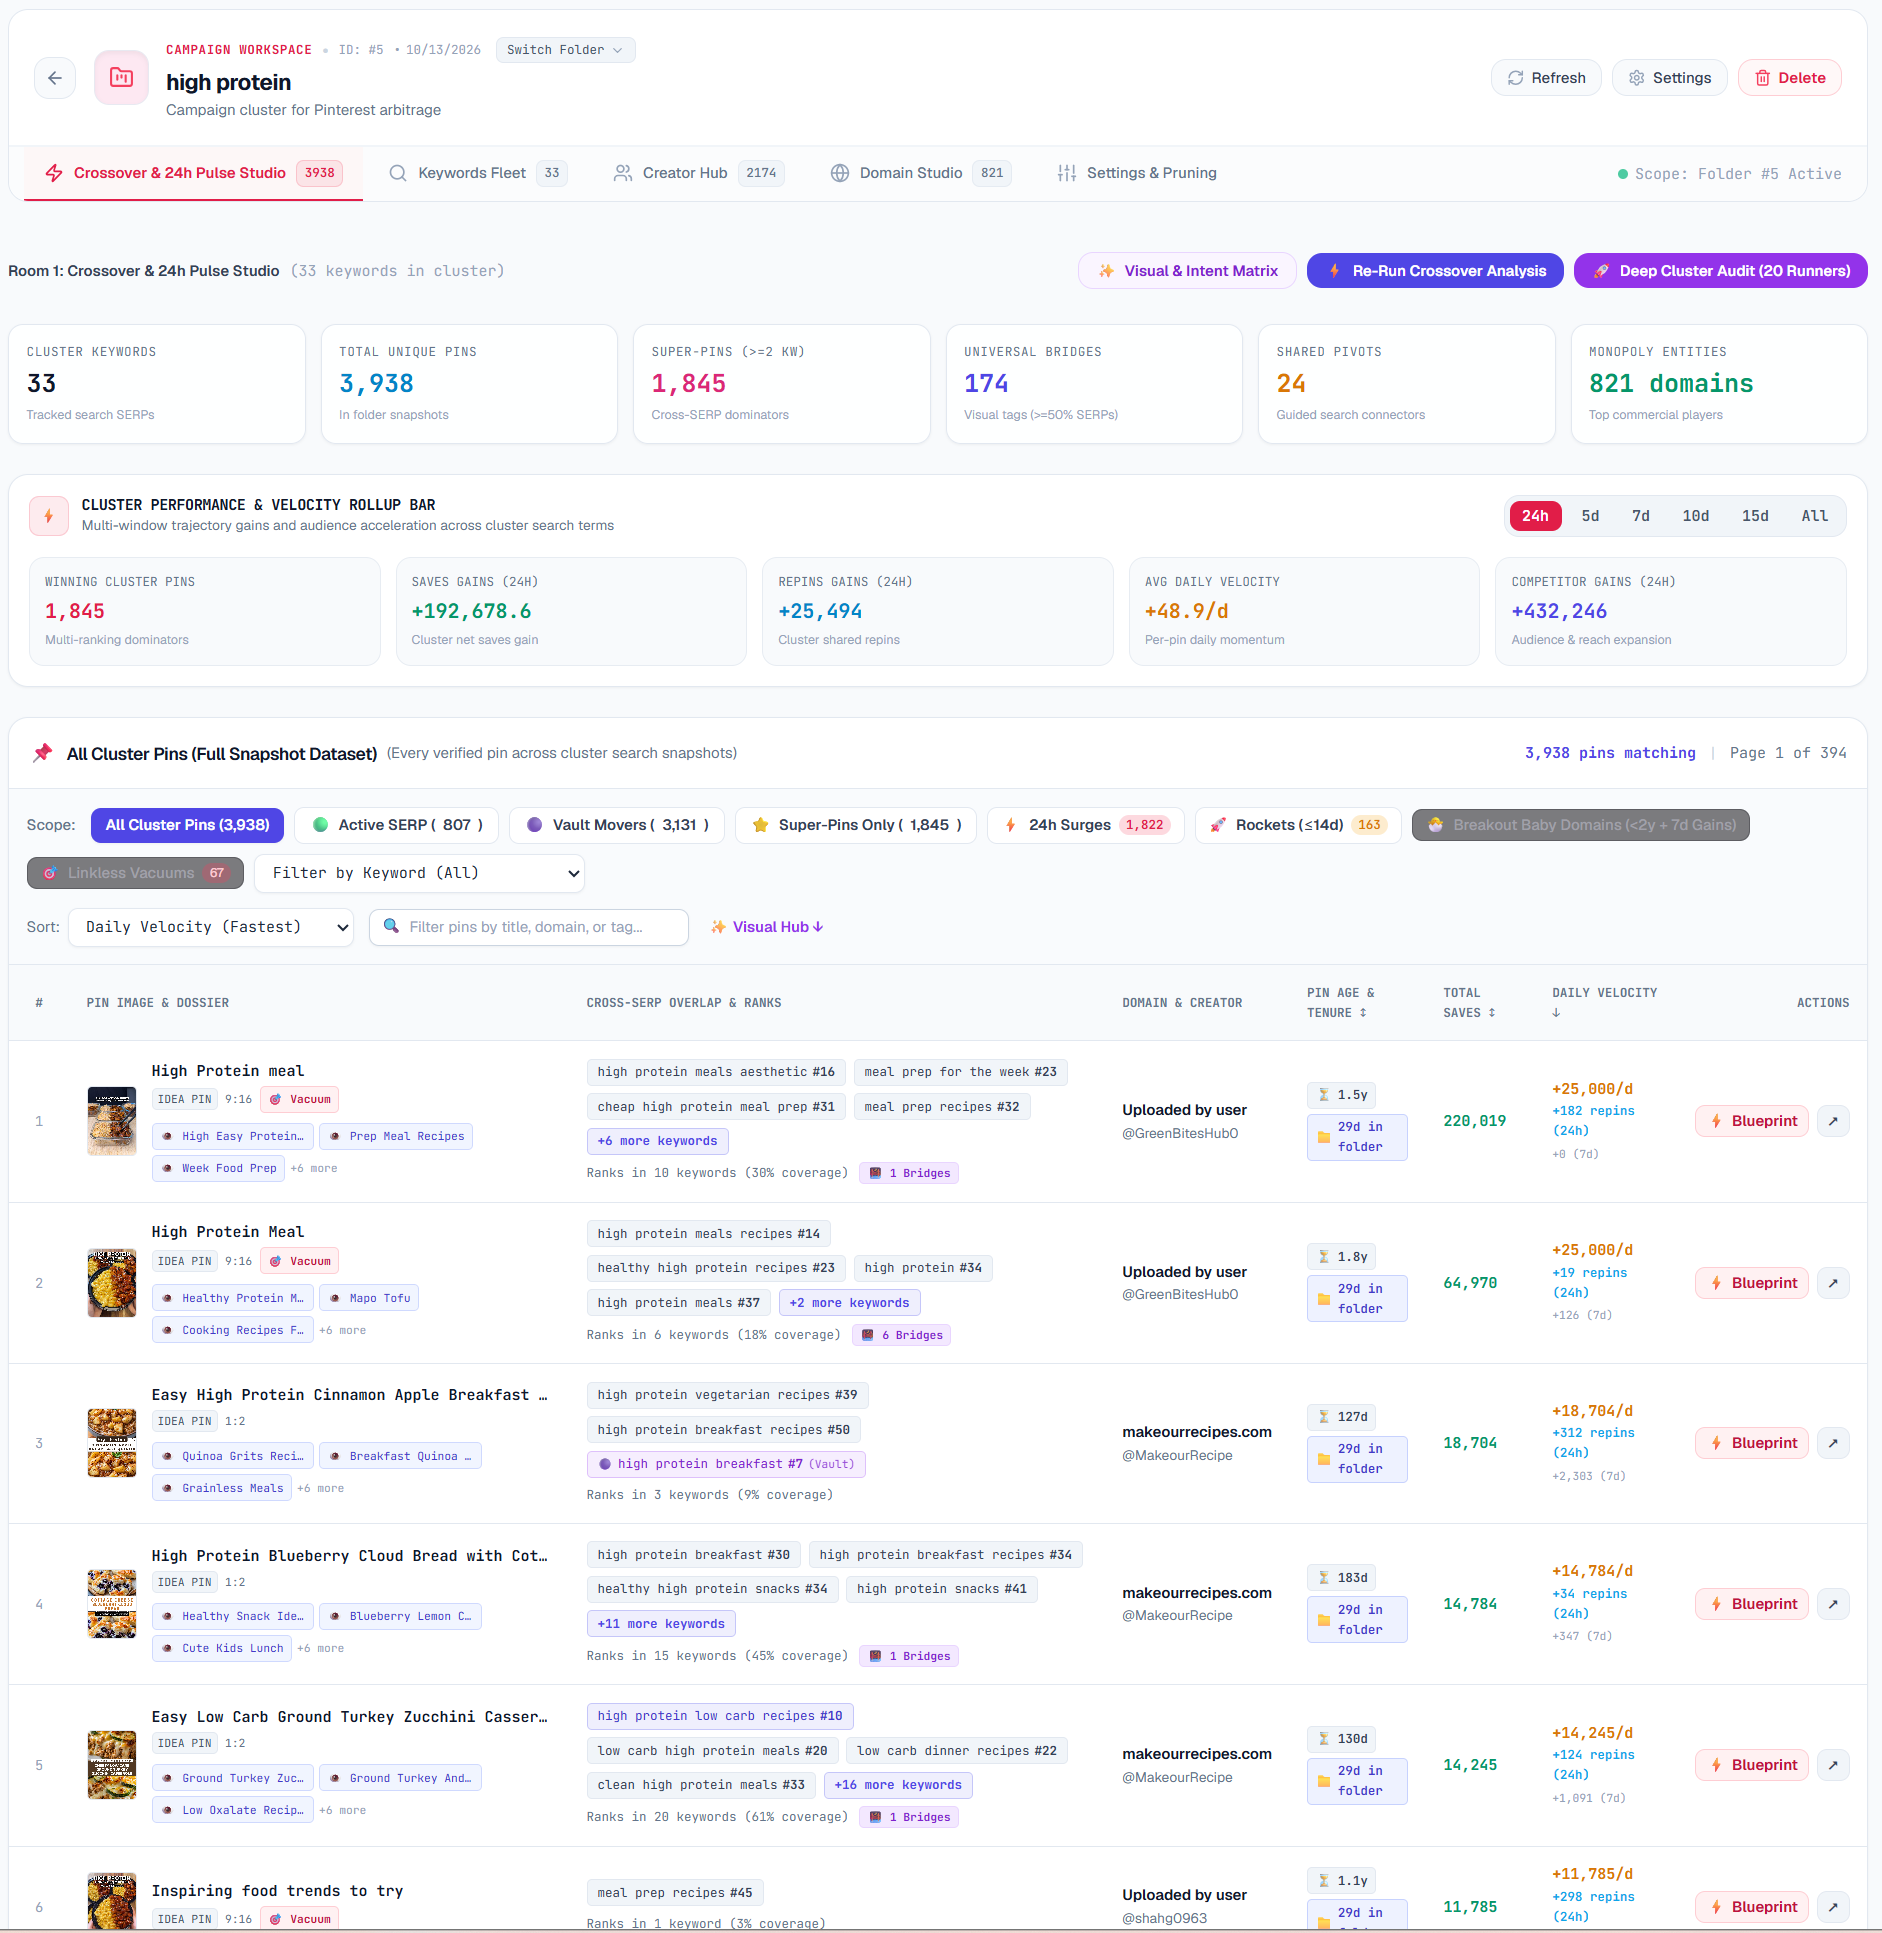 CAMPAIGN WORKSPACE • ID: #5 • 10/13/2026 Switch Folder
high protein
Campaign cluster for Pinterest arbitrage
Refresh Settings Delete
Crossover & 24h Pulse Studio 3938 Keywords Fleet 33 Creator Hub 2174 Domain Studio 821 Settings & Pruning Scope: Folder #5 Active
Room 1: Crossover & 24h Pulse Studio (33 keywords in cluster) Visual & Intent Matrix Re-Run Crossover Analysis Deep Cluster Audit (20 Runners)
CLUSTER KEYWORDS
33
Tracked search SERPs
TOTAL UNIQUE PINS
3,938
In folder snapshots
SUPER-PINS (>=2 KW)
1,845
Cross-SERP dominators
UNIVERSAL BRIDGES
174
Visual tags (>=50% SERPs)
SHARED PIVOTS
24
Guided search connectors
MONOPOLY ENTITIES
821 domains
Top commercial players
CLUSTER PERFORMANCE & VELOCITY ROLLUP BAR
Multi-window trajectory gains and audience acceleration across cluster search terms
24h 5d 7d 10d 15d All
WINNING CLUSTER PINS
1,845
Multi-ranking dominators
SAVES GAINS (24H)
+192,678.6
Cluster net saves gain
REPINS GAINS (24H)
+25,494
Cluster shared repins
AVG DAILY VELOCITY
+48.9/d
Per-pin daily momentum
COMPETITOR GAINS (24H)
+432,246
Audience & reach expansion
All Cluster Pins (Full Snapshot Dataset) (Every verified pin across cluster search snapshots) 3,938 pins matching | Page 1 of 394
Scope: All Cluster Pins (3,938) Active SERP ( 807 ) Vault Movers ( 3,131 ) Super-Pins Only ( 1,845 ) 24h Surges 1,822 Rockets (≤14d) 163 Breakout Baby Domains (<2y + 7d Gains)
Linkless Vacuums 67 Filter by Keyword (All)
Sort: Daily Velocity (Fastest) Filter pins by title, domain, or tag... Visual Hub ↓
# PIN IMAGE & DOSSIER CROSS-SERP OVERLAP & RANKS DOMAIN & CREATOR PIN AGE & TENURE ↕ TOTAL SAVES ↕ DAILY VELOCITY ↓ ACTIONS
1
High Protein meal
IDEA PIN 9:16 Vacuum
High Easy Protein… Prep Meal Recipes
Week Food Prep +6 more
high protein meals aesthetic #16 meal prep for the week #23
cheap high protein meal prep #31 meal prep recipes #32
+6 more keywords
Ranks in 10 keywords (30% coverage) 1 Bridges
Uploaded by user
@GreenBitesHub0
1.5y
29d in folder
220,019
+25,000/d
+182 repins (24h)
+0 (7d)
Blueprint ↗
2
High Protein Meal
IDEA PIN 9:16 Vacuum
Healthy Protein M… Mapo Tofu
Cooking Recipes F… +6 more
high protein meals recipes #14
healthy high protein recipes #23 high protein #34
high protein meals #37 +2 more keywords
Ranks in 6 keywords (18% coverage) 6 Bridges
Uploaded by user
@GreenBitesHub0
1.8y
29d in folder
64,970
+25,000/d
+19 repins (24h)
+126 (7d)
Blueprint ↗
3
Easy High Protein Cinnamon Apple Breakfast …
IDEA PIN 1:2
Quinoa Grits Reci… Breakfast Quinoa …
Grainless Meals +6 more
high protein vegetarian recipes #39
high protein breakfast recipes #50
high protein breakfast #7 (Vault)
Ranks in 3 keywords (9% coverage)
makeourrecipes.com
@MakeourRecipe
127d
29d in folder
18,704
+18,704/d
+312 repins (24h)
+2,303 (7d)
Blueprint ↗
4
High Protein Blueberry Cloud Bread with Cot…
IDEA PIN 1:2
Healthy Snack Ide… Blueberry Lemon C…
Cute Kids Lunch +6 more
high protein breakfast #30 high protein breakfast recipes #34
healthy high protein snacks #34 high protein snacks #41
+11 more keywords
Ranks in 15 keywords (45% coverage) 1 Bridges
makeourrecipes.com
@MakeourRecipe
183d
29d in folder
14,784
+14,784/d
+34 repins (24h)
+347 (7d)
Blueprint ↗
5
Easy Low Carb Ground Turkey Zucchini Casser…
IDEA PIN 1:2
Ground Turkey Zuc… Ground Turkey And…
Low Oxalate Recip… +6 more
high protein low carb recipes #10
low carb high protein meals #20 low carb dinner recipes #22
clean high protein meals #33 +16 more keywords
Ranks in 20 keywords (61% coverage) 1 Bridges
makeourrecipes.com
@MakeourRecipe
130d
29d in folder
14,245
+14,245/d
+124 repins (24h)
+1,091 (7d)
Blueprint ↗
6
Inspiring food trends to try
IDEA PIN 9:16 Vacuum
meal prep recipes #45
Ranks in 1 keyword (3% coverage)
Uploaded by user
@shahg0963
1.1y
29d in
11,785
+11,785/d
+298 repins (24h)
Blueprint ↗